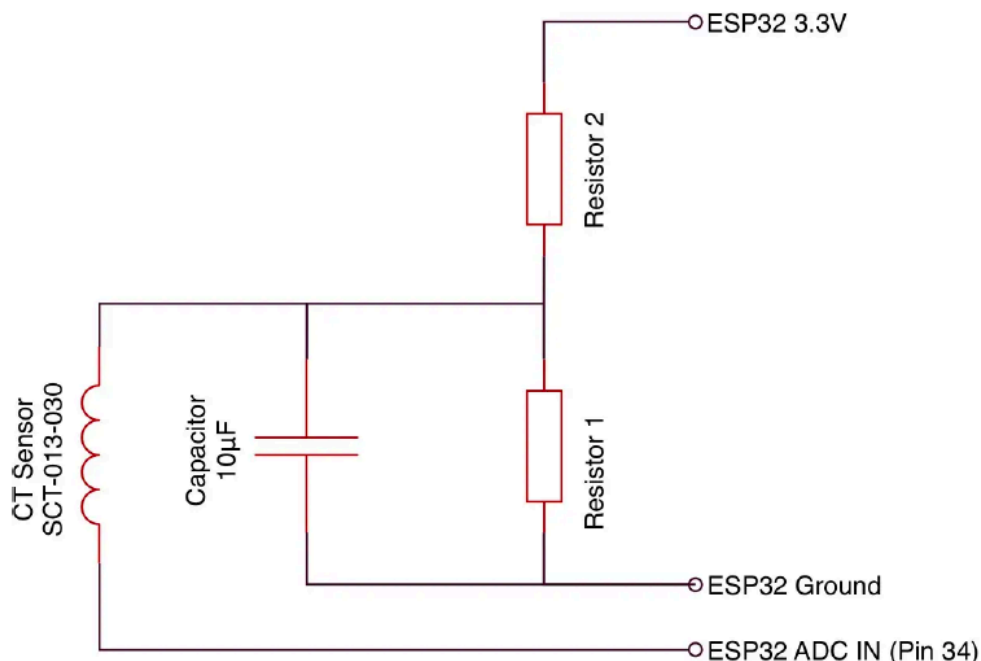 ESP32 3.3V
Resistor 2
CT Sensor
SCT-013-030
Capacitor
10µF
Resistor 1
ESP32 Ground
ESP32 ADC IN (Pin 34)